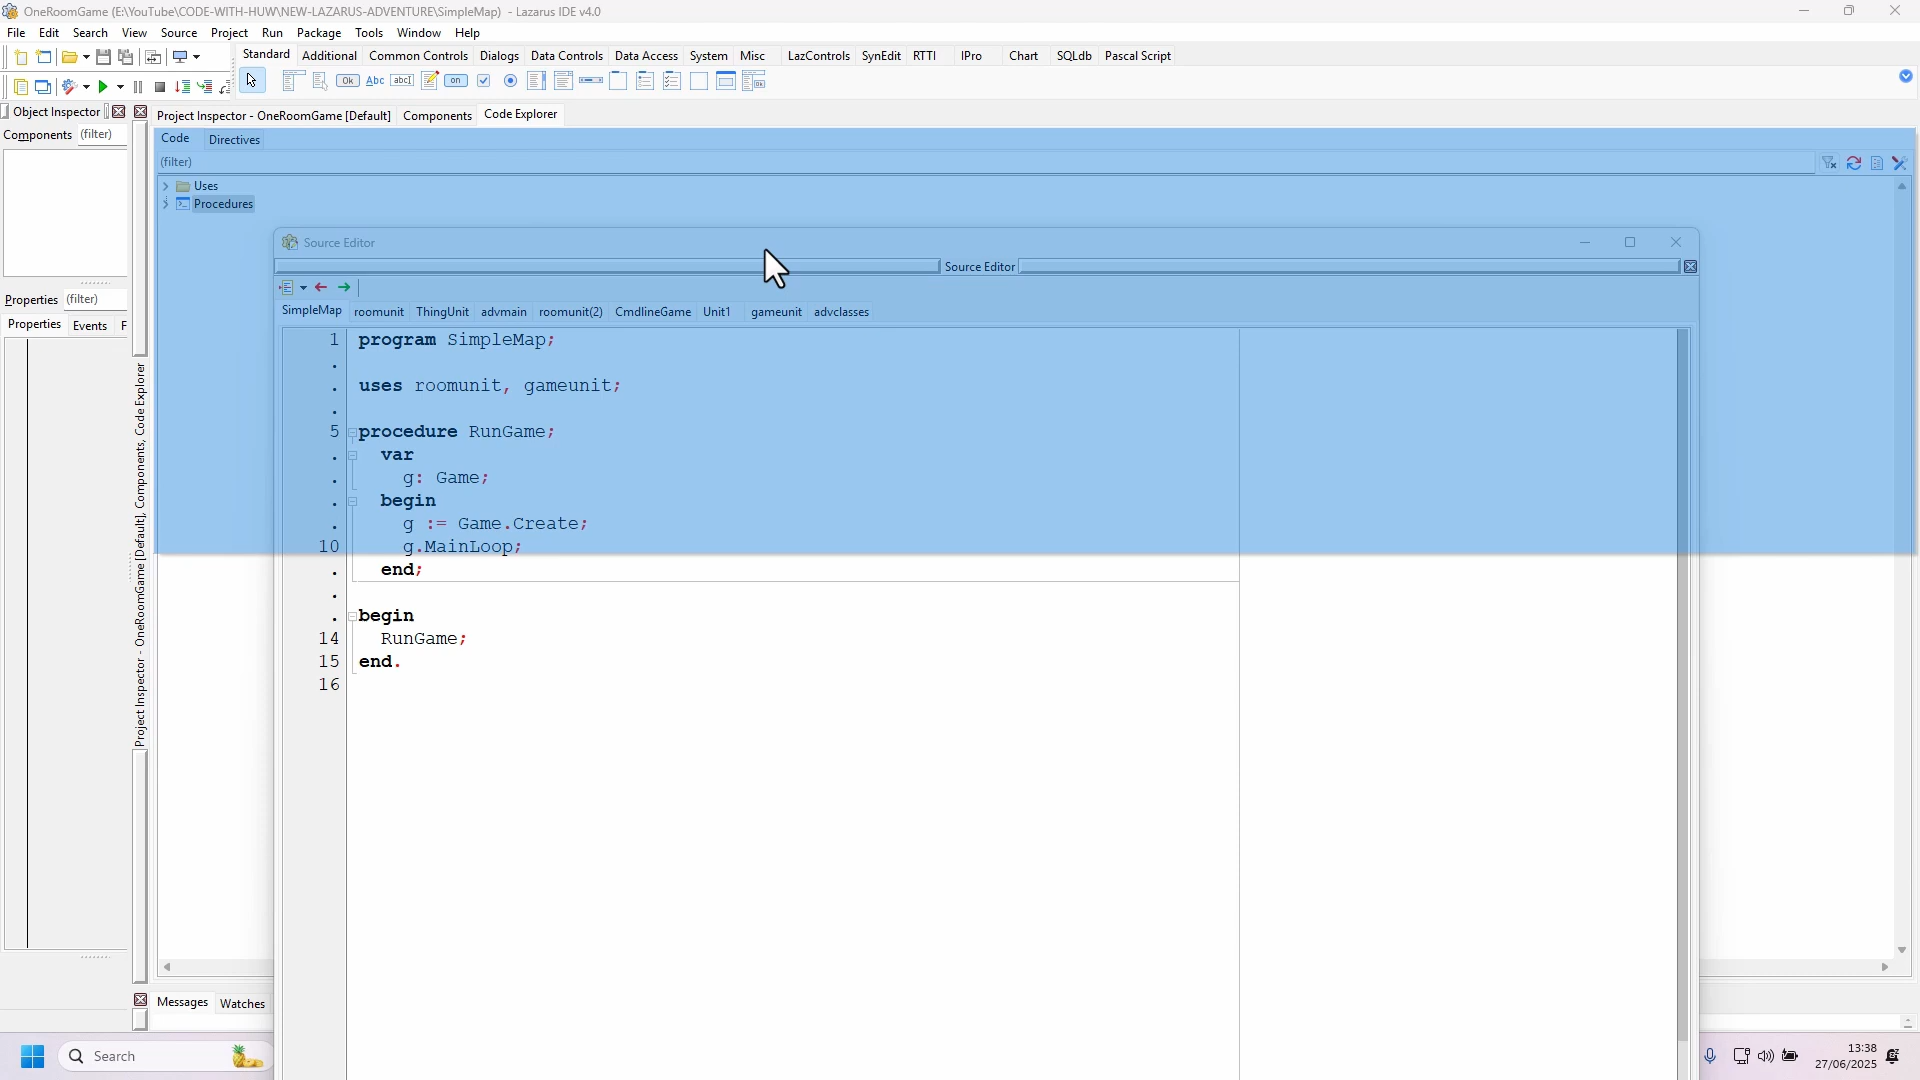 OneRoomGame (E:\YouTube\CODE-WITH-HUW\NEW-LAZARUS-ADVENTURE\SimpleMap) - Lazarus IDE v4.0
File Edit Search View Source Project Run Package Tools Window Help
Standard Additional Common Controls Dialogs Data Controls Data Access System Misc LazControls SynEdit RTTI IPro Chart SQLdb Pascal Script
Ok Abc abcI on
Object Inspector Project Inspector - OneRoomGame [Default] Components Code Explorer
Components (filter)
Code Directives
(filter)
Uses
Procedures
Properties (filter)
Properties Events F
Project Inspector - OneRoomGame [Default], Components, Code Explorer
Source Editor
Source Editor
SimpleMap roomunit ThingUnit advmain roomunit(2) CmdlineGame Unit1 gameunit advclasses
1 program SimpleMap;
.
. uses roomunit, gameunit;
.
5 procedure RunGame;
. var
. g: Game;
. begin
. g := Game.Create;
10 g.MainLoop;
. end;
.
. begin
14 RunGame;
15 end.
16
Messages Watches
Search
13:38
27/06/2025